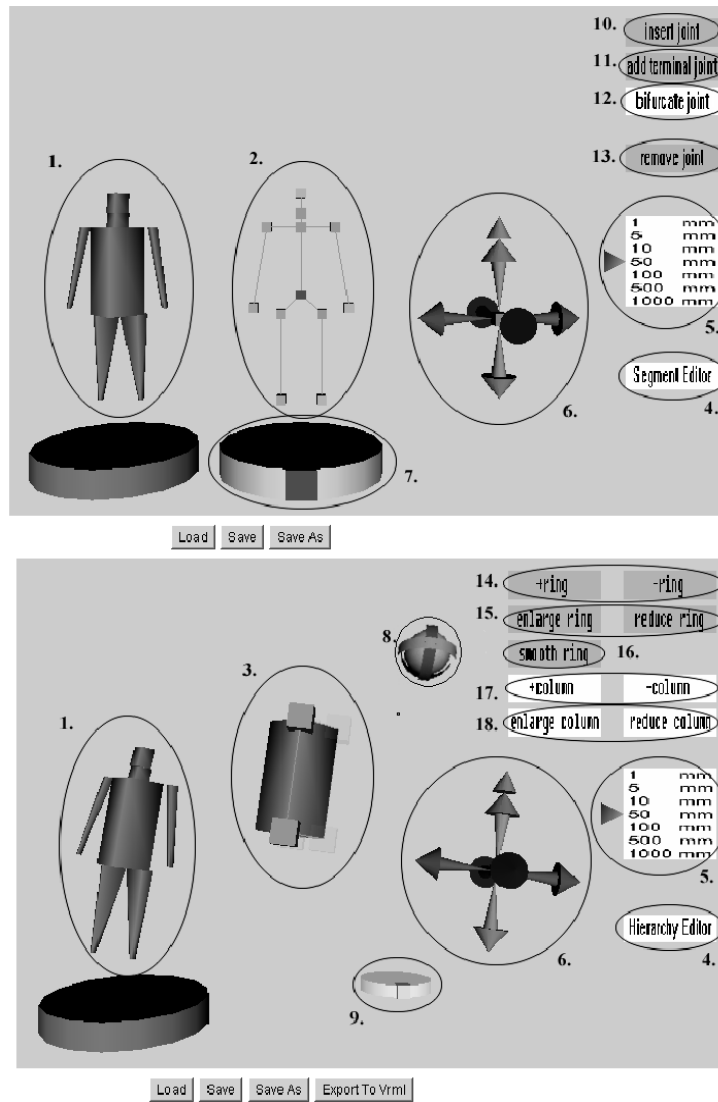 10. insert joint
11. add terminal joint
12. bifurcate joint
13. remove joint
1.
2.
1 mm
5 mm
10 mm
50 mm
100 mm
500 mm
1000 mm
5.
Segment Editor
4.
6.
7.
Load Save Save As
14. +ring -ring
15. enlarge ring reduce ring
smooth ring 16.
17. +column -column
18. enlarge column reduce column
8.
3.
1.
1 mm
5 mm
10 mm
50 mm
100 mm
500 mm
1000 mm
5.
Hierarchy Editor
4.
6.
9.
Load Save Save As Export To Vrml